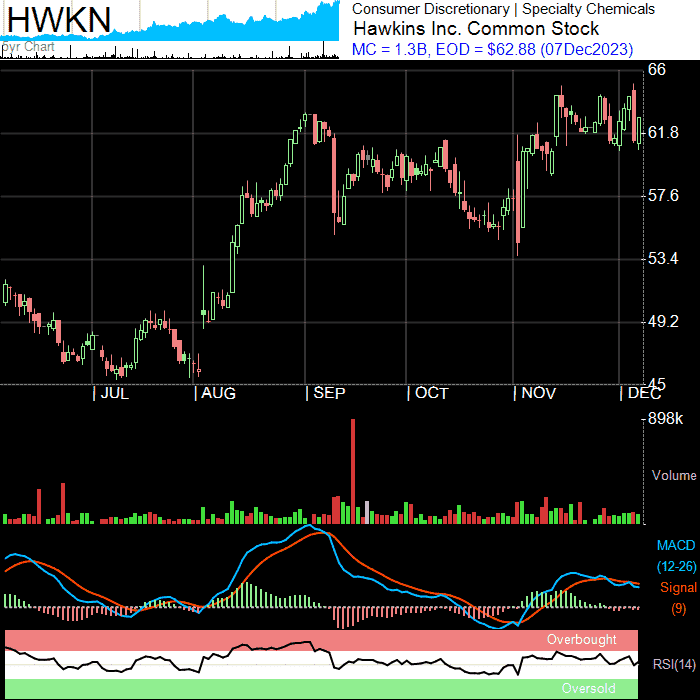 HWKN
5yr Chart
Consumer Discretionary | Specialty Chemicals
Hawkins Inc. Common Stock
MC = 1.3B, EOD = $62.88 (07Dec2023)
66
61.8
57.6
53.4
49.2
45
JUL
AUG
SEP
OCT
NOV
DEC
898k
Volume
MACD
(12-26)
Signal
(9)
Overbought
RSI(14)
Oversold